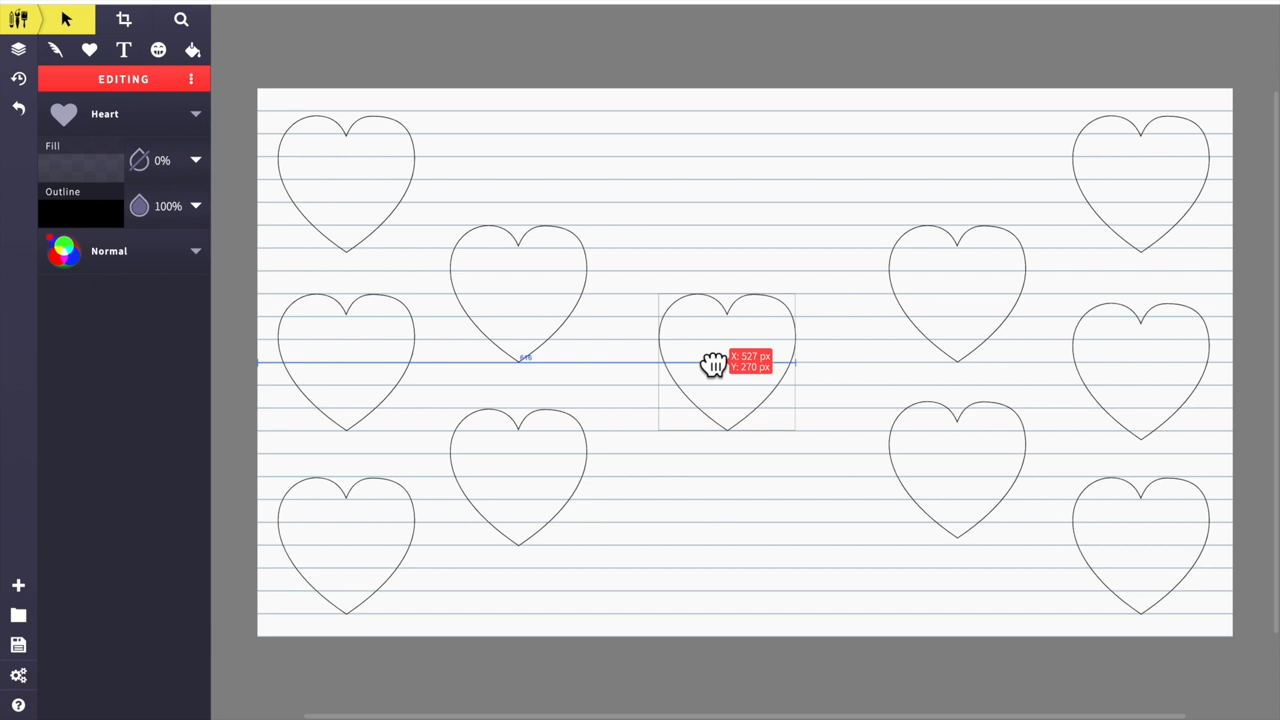 EDITING
Heart
Fill
0%
Outline
100%
Normal
X: 527 px
Y: 270 px